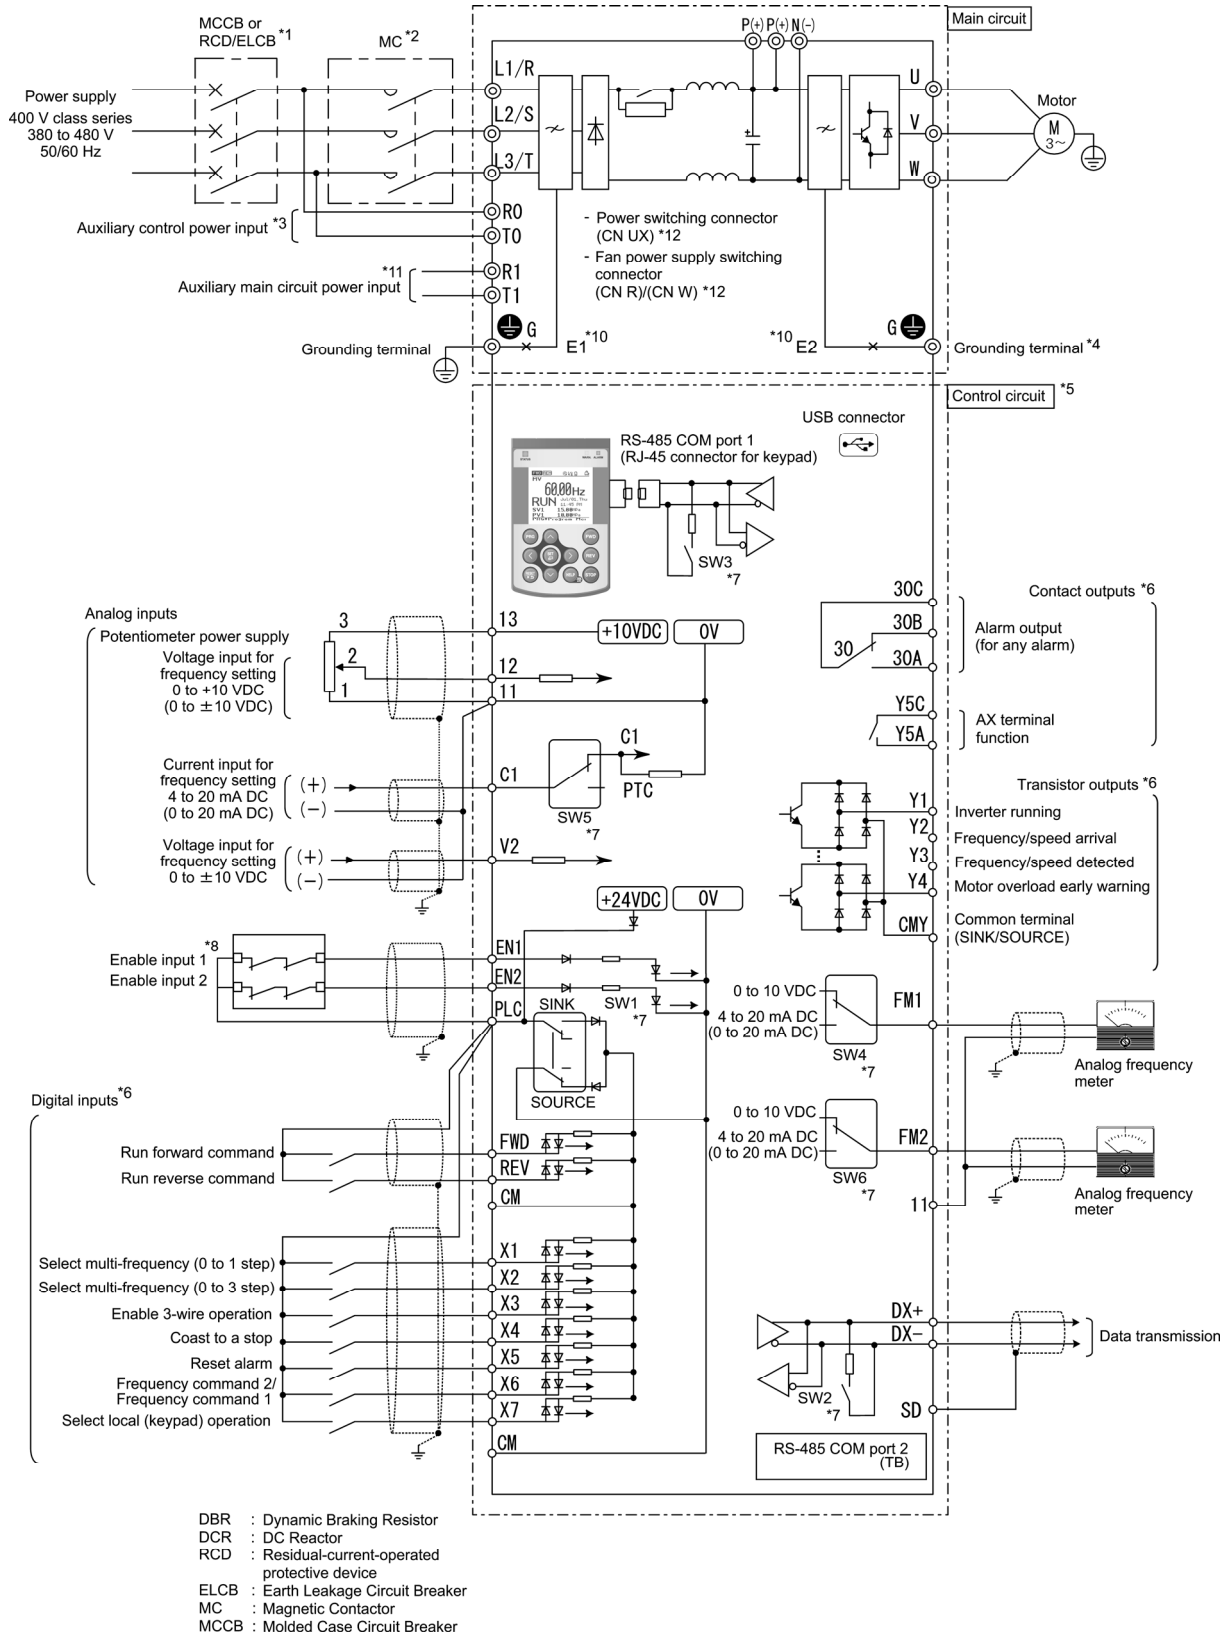 MCCB or
RCD/ELCB *1
MC *2
Power supply
400 V class series
380 to 480 V
50/60 Hz
L1/R
L2/S
L3/T
P(+) P(+) N(-)
Main circuit
U
V
W
Motor
M
3~
Auxiliary control power input *3
R0
T0
*11
Auxiliary main circuit power input
R1
T1
- Power switching connector
(CN UX) *12
- Fan power supply switching
connector
(CN R)/(CN W) *12
G
E1 *10
*10 E2
G
Grounding terminal
Grounding terminal *4
Control circuit *5
USB connector
RS-485 COM port 1
(RJ-45 connector for keypad)
60.00Hz
RUN
SW3
*7
Analog inputs
Potentiometer power supply
Voltage input for
frequency setting
0 to +10 VDC
(0 to ±10 VDC)
3
2
1
13
12
11
+10VDC
0V
Current input for
frequency setting
4 to 20 mA DC
(0 to 20 mA DC)
(+)
(-)
C1
C1
PTC
SW5
*7
Voltage input for
frequency setting
0 to ±10 VDC
(+)
(-)
V2
+24VDC
0V
*8
Enable input 1
Enable input 2
EN1
EN2
PLC
SINK
SW1
*7
SOURCE
Contact outputs *6
30C
30B
30
30A
Alarm output
(for any alarm)
Y5C
Y5A
AX terminal
function
Transistor outputs *6
Y1
Inverter running
Y2
Frequency/speed arrival
Y3
Frequency/speed detected
Y4
Motor overload early warning
CMY
Common terminal
(SINK/SOURCE)
0 to 10 VDC
4 to 20 mA DC
(0 to 20 mA DC)
SW4
*7
FM1
Analog frequency
meter
0 to 10 VDC
4 to 20 mA DC
(0 to 20 mA DC)
SW6
*7
FM2
Analog frequency
meter
11
Digital inputs *6
Run forward command
FWD
Run reverse command
REV
CM
Select multi-frequency (0 to 1 step)
X1
Select multi-frequency (0 to 3 step)
X2
Enable 3-wire operation
X3
Coast to a stop
X4
Reset alarm
X5
Frequency command 2/
Frequency command 1
X6
Select local (keypad) operation
X7
CM
DX+
DX-
Data transmission
SW2
*7
SD
RS-485 COM port 2
(TB)
DBR : Dynamic Braking Resistor
DCR : DC Reactor
RCD : Residual-current-operated
protective device
ELCB : Earth Leakage Circuit Breaker
MC : Magnetic Contactor
MCCB : Molded Case Circuit Breaker